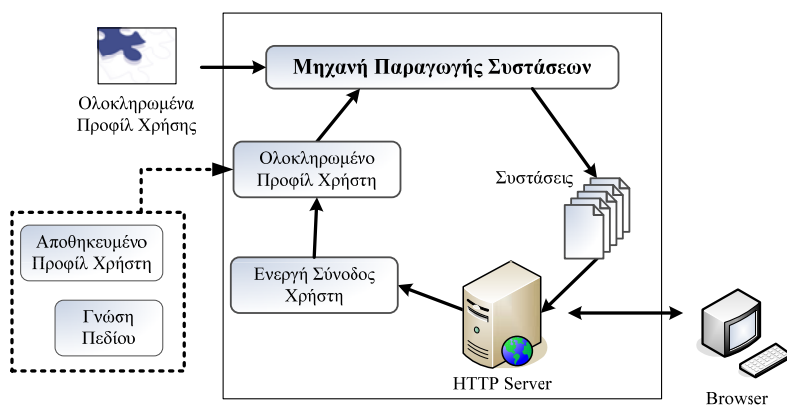 Μηχανή Παραγωγής Συστάσεων
Ολοκληρωμένα
Προφίλ Χρήσης
Ολοκληρωμένο
Προφίλ Χρήστη
Συστάσεις
Αποθηκευμένο
Προφίλ Χρήστη
Ενεργή Σύνοδος
Χρήστη
Γνώση
Πεδίου
HTTP Server
Browser